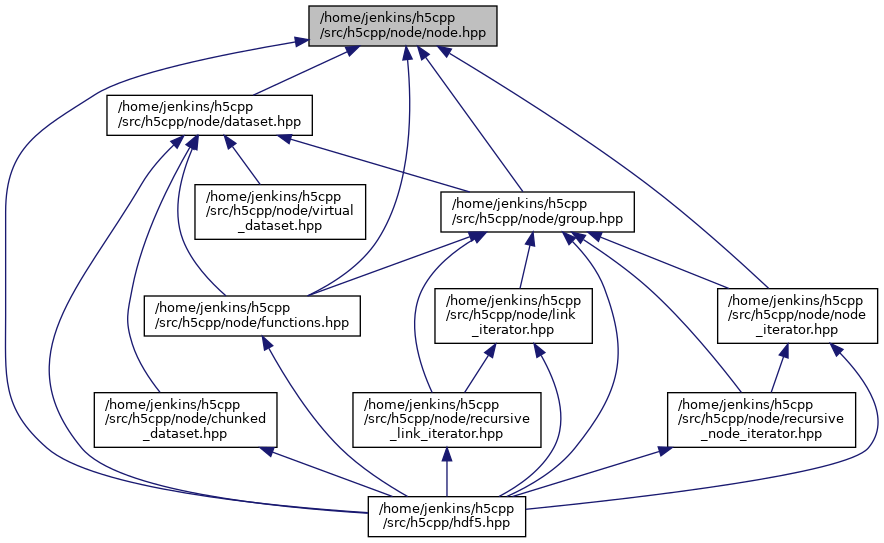 /home/jenkins/h5cpp
/src/h5cpp/node/node.hpp
/home/jenkins/h5cpp
/src/h5cpp/node/dataset.hpp
/home/jenkins/h5cpp
/src/h5cpp/node/virtual
_dataset.hpp
/home/jenkins/h5cpp
/src/h5cpp/node/group.hpp
/home/jenkins/h5cpp
/src/h5cpp/node/functions.hpp
/home/jenkins/h5cpp
/src/h5cpp/node/link
_iterator.hpp
/home/jenkins/h5cpp
/src/h5cpp/node/node
_iterator.hpp
/home/jenkins/h5cpp
/src/h5cpp/node/chunked
_dataset.hpp
/home/jenkins/h5cpp
/src/h5cpp/node/recursive
_link_iterator.hpp
/home/jenkins/h5cpp
/src/h5cpp/node/recursive
_node_iterator.hpp
/home/jenkins/h5cpp
/src/h5cpp/hdf5.hpp